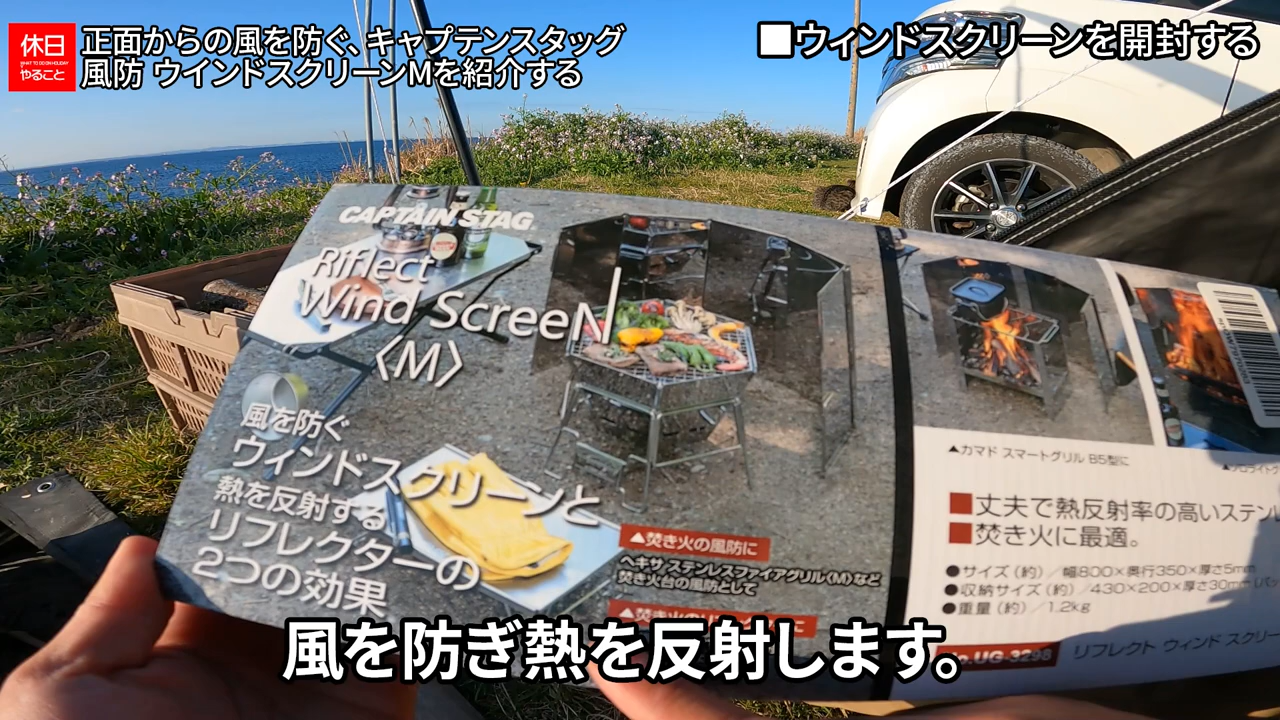 休日
WHAT TO DO ON HOLIDAY
やること
正面からの風を防ぐ、キャプテンスタッグ
風防 ウインドスクリーンMを紹介する
■ウィンドスクリーンを開封する
CAPTAIN STAG
Riflect
Wind ScreeN
〈M〉
風を防ぐ
ウィンドスクリーンと
熱を反射する
リフレクターの
2つの効果
▲焚き火の風防に
ヘキサ ステンレスファイアグリル〈M〉など
焚き火台の風防として
▲カマド スマートグリル B5型に
■丈夫で熱反射率の高いステンレ
■焚き火に最適。
●サイズ（約）／幅800×奥行350×厚さ5mm
●収納サイズ（約）／430×200×厚さ30mm（パッ
●重量（約）／1.2kg
No.UG-3298
リフレクト ウィンド スクリー
風を防ぎ熱を反射します。